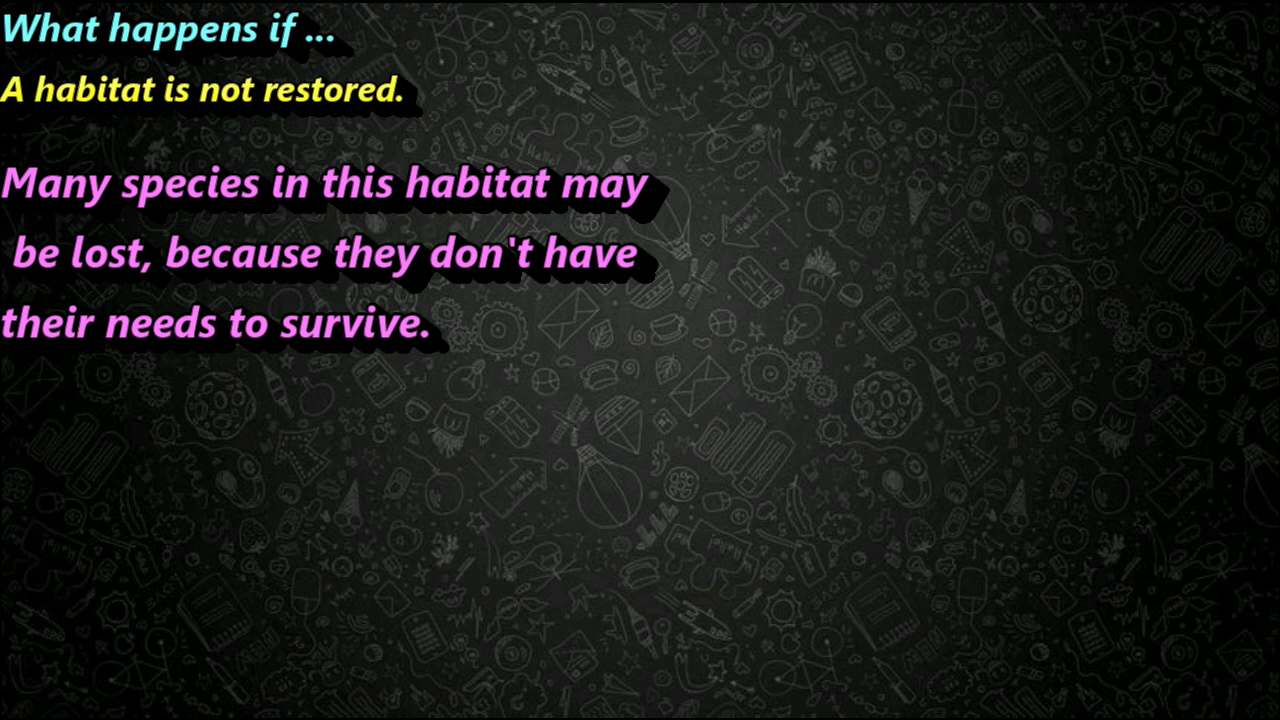 What happens if ...
A habitat is not restored.
Many species in this habitat may
be lost, because they don't have
their needs to survive.